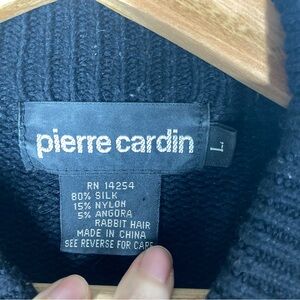 pierre cardin
L
RN 14254
80% SILK
15% NYLON
5% ANGORA
RABBIT HAIR
MADE IN CHINA
SEE REVERSE FOR CARE